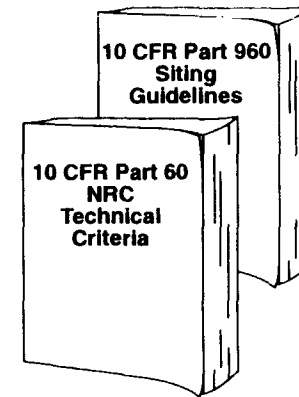 10 CFR Part 960
Siting
Guidelines
10 CFR Part 60
NRC
Technical
Criteria